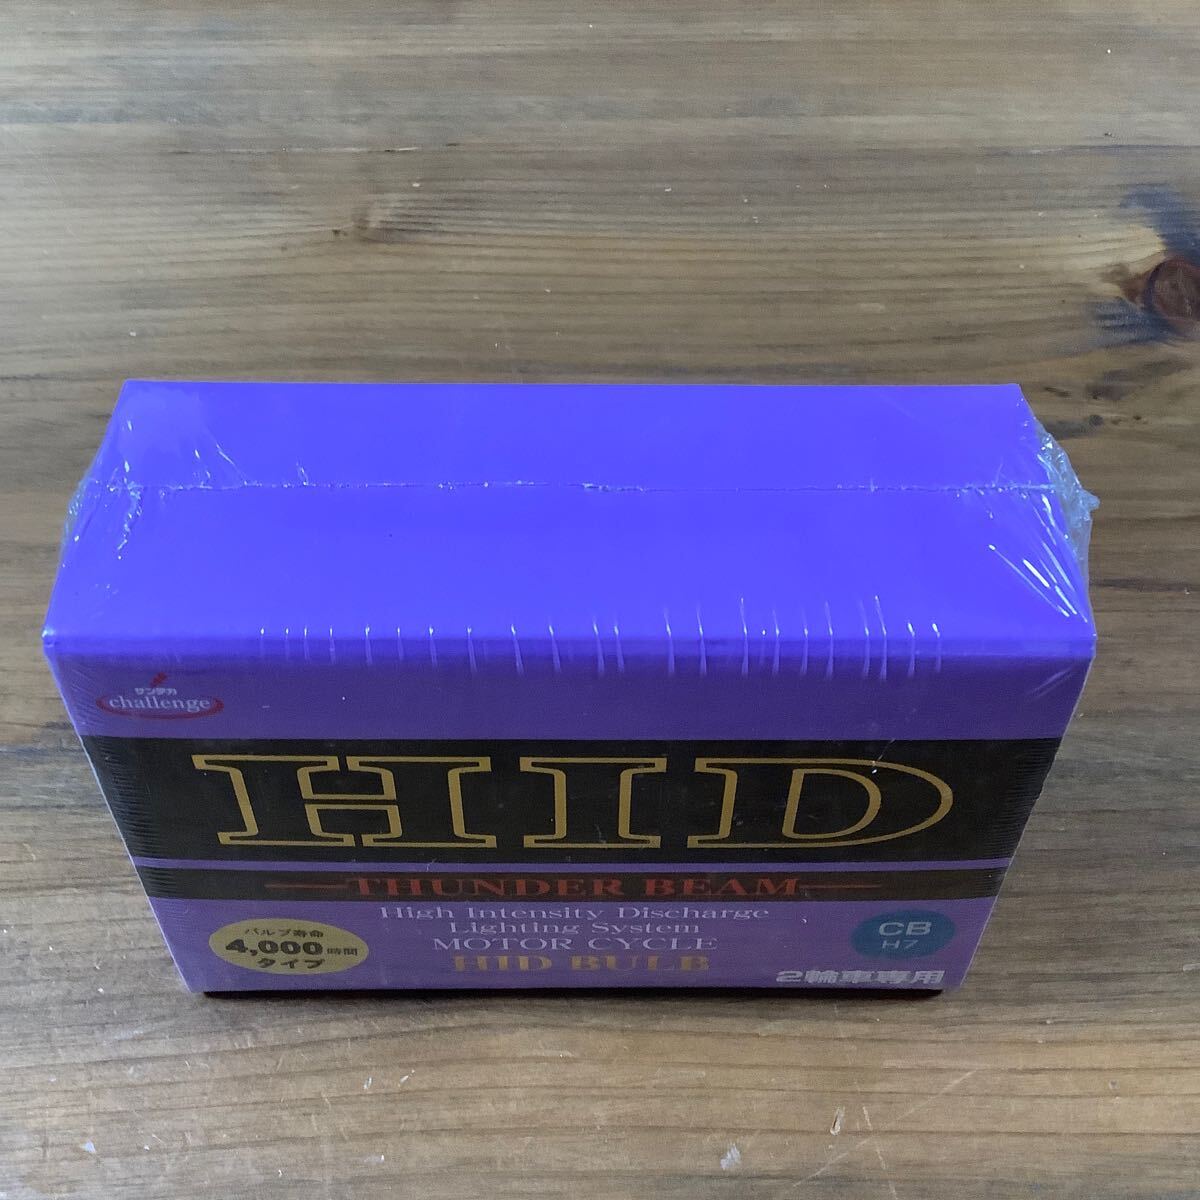 サンテカ
challenge
HID
THUNDER BEAM
High Intensity Discharge
Lighting System
MOTOR CYCLE
HID BULB
バルブ寿命
4,000時間
タイプ
CB
H7
2輪車専用